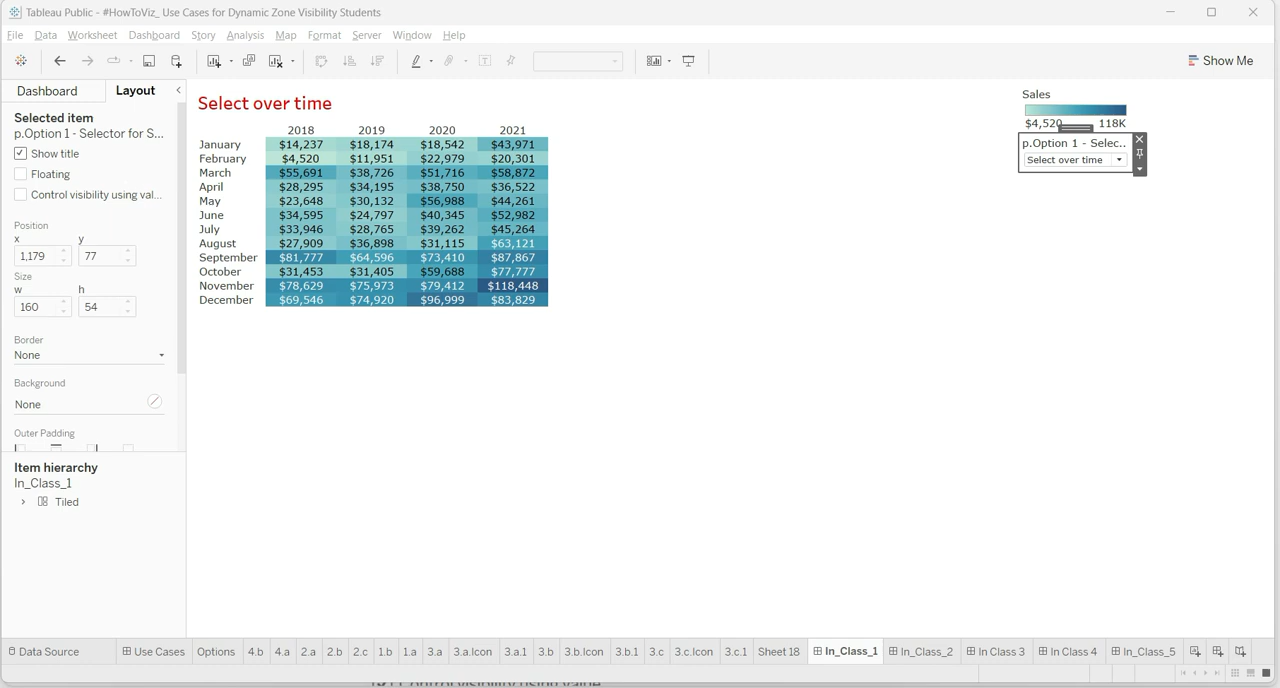 Tableau Public - #HowToViz_ Use Cases for Dynamic Zone Visibility Students
File Data Worksheet Dashboard Story Analysis Map Format Server Window Help
Show Me
Dashboard Layout
Selected item
p.Option 1 - Selector for S...
Show title
Floating
Control visibility using val...
Position
x y
1,179 77
Size
w h
160 54
Border
None
Background
None
Outer Padding
Item hierarchy
In_Class_1
Tiled
Select over time
2018 2019 2020 2021
January $14,237 $18,174 $18,542 $43,971
February $4,520 $11,951 $22,979 $20,301
March $55,691 $38,726 $51,716 $58,872
April $28,295 $34,195 $38,750 $36,522
May $23,648 $30,132 $56,988 $44,261
June $34,595 $24,797 $40,345 $52,982
July $33,946 $28,765 $39,262 $45,264
August $27,909 $36,898 $31,115 $63,121
September $81,777 $64,596 $73,410 $87,867
October $31,453 $31,405 $59,688 $77,777
November $78,629 $75,973 $79,412 $118,448
December $69,546 $74,920 $96,999 $83,829
Sales
$4,520 118K
p.Option 1 - Selec..
Select over time
Data Source Use Cases Options 4.b 4.a 2.a 2.b 2.c 1.b 1.a 3.a 3.a.Icon 3.a.1 3.b 3.b.Icon 3.b.1 3.c 3.c.Icon 3.c.1 Sheet 18 In_Class_1 In_Class_2 In Class 3 In Class 4 In_Class_5